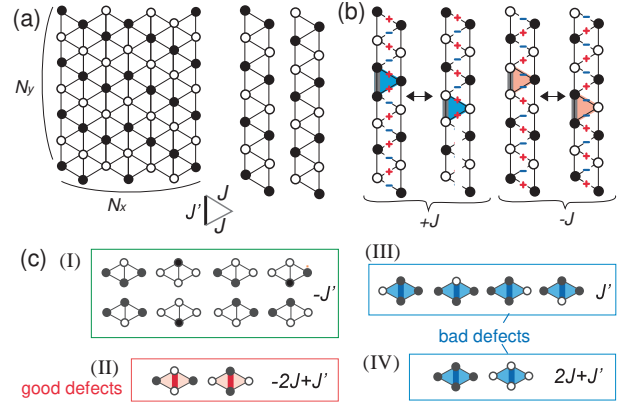 (a)
(b)
N_y
N_x
J'
J
J
+J
-J
(c)
(I)
-J'
(II)
good defects
-2J+J'
(III)
J'
bad defects
(IV)
2J+J'